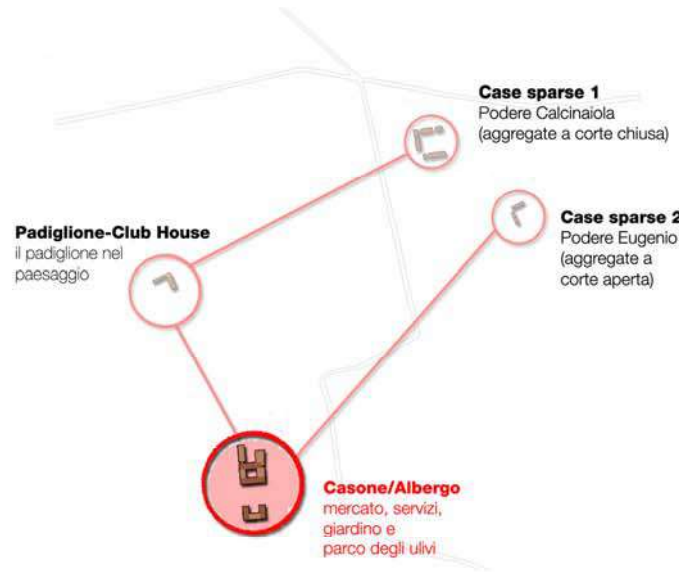 Case sparse 1
Podere Calcinaiola
(aggregate a corte chiusa)
Case sparse 2
Podere Eugenio
(aggregate a
corte aperta)
Padiglione-Club House
il padiglione nel
paesaggio
Casone/Albergo
mercato, servizi,
giardino e
parco degli ulivi